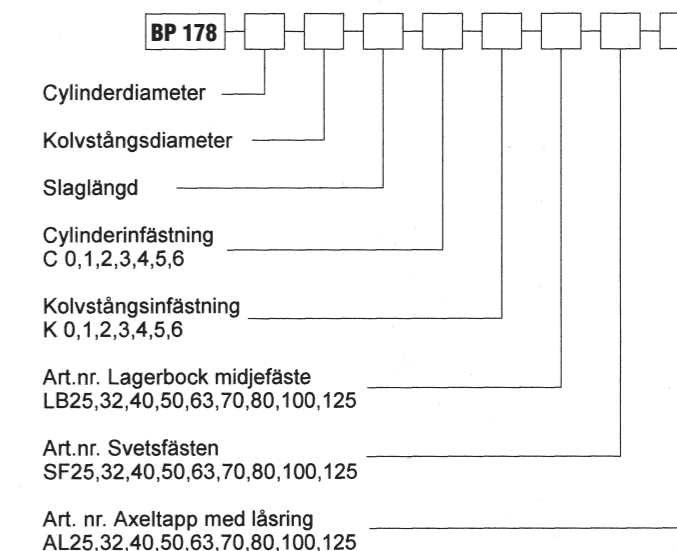 BP 178
Cylinderdiameter
Kolvstångsdiameter
Slaglängd
Cylinderinfästning
C 0,1,2,3,4,5,6
Kolvstångsinfästning
K 0,1,2,3,4,5,6
Art.nr. Lagerbock midjefäste
LB25,32,40,50,63,70,80,100,125
Art.nr. Svetsfästen
SF25,32,40,50,63,70,80,100,125
Art. nr. Axeltapp med låsring
AL25,32,40,50,63,70,80,100,125